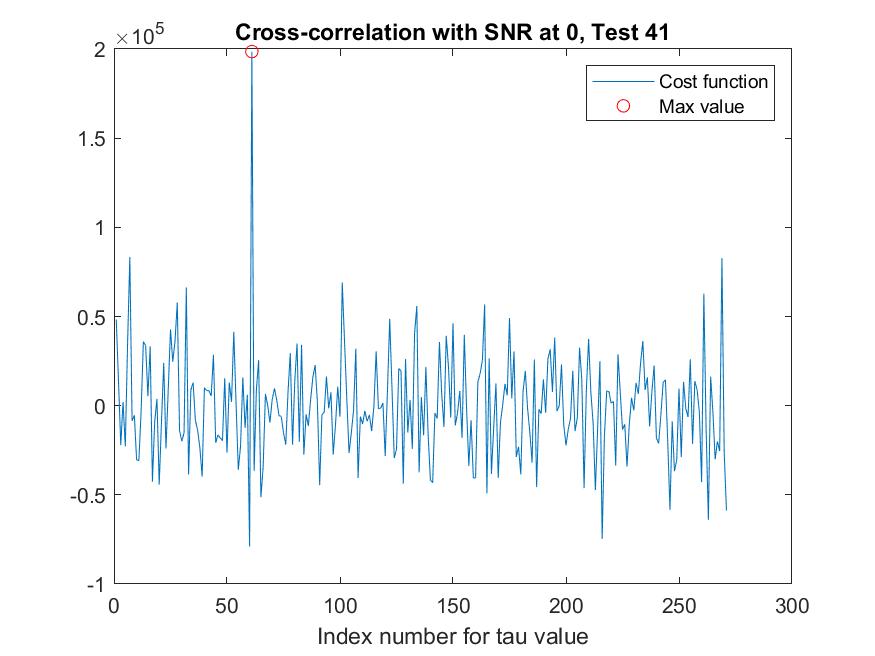 Cross-correlation with SNR at 0, Test 41
×10^5
2
1.5
1
0.5
0
-0.5
-1
0 50 100 150 200 250 300
Index number for tau value
Cost function
Max value